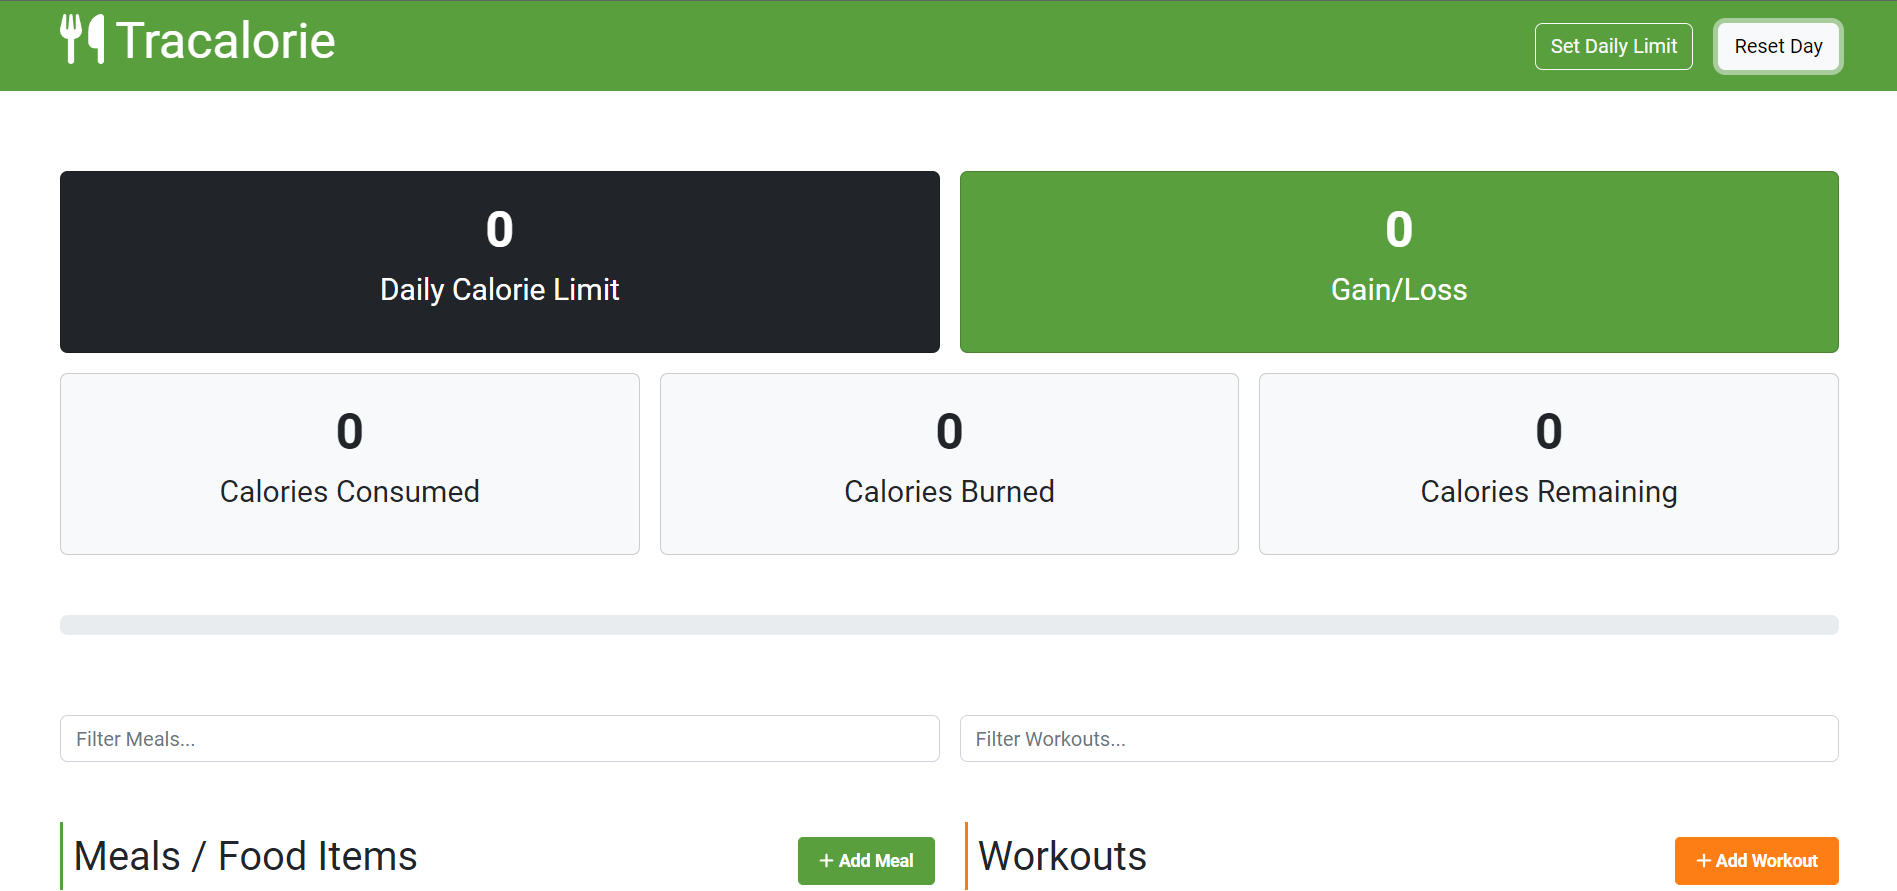 Tracalorie
Set Daily Limit
Reset Day
0
Daily Calorie Limit
0
Gain/Loss
0
Calories Consumed
0
Calories Burned
0
Calories Remaining
Filter Meals...
Filter Workouts...
Meals / Food Items
+ Add Meal
Workouts
+ Add Workout